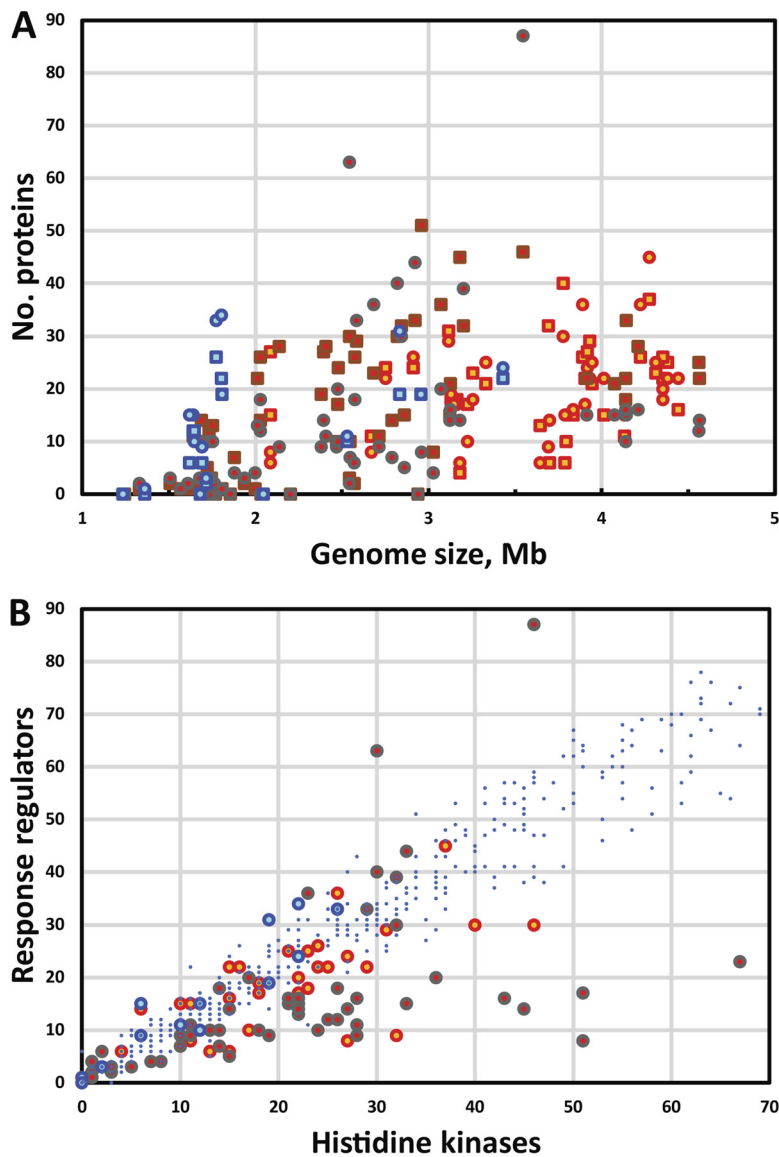 A
90
80
70
60
50
40
30
20
10
0
No. proteins
1 2 3 4 5
Genome size, Mb
B
90
80
70
60
50
40
30
20
10
0
Response regulators
0 10 20 30 40 50 60 70
Histidine kinases